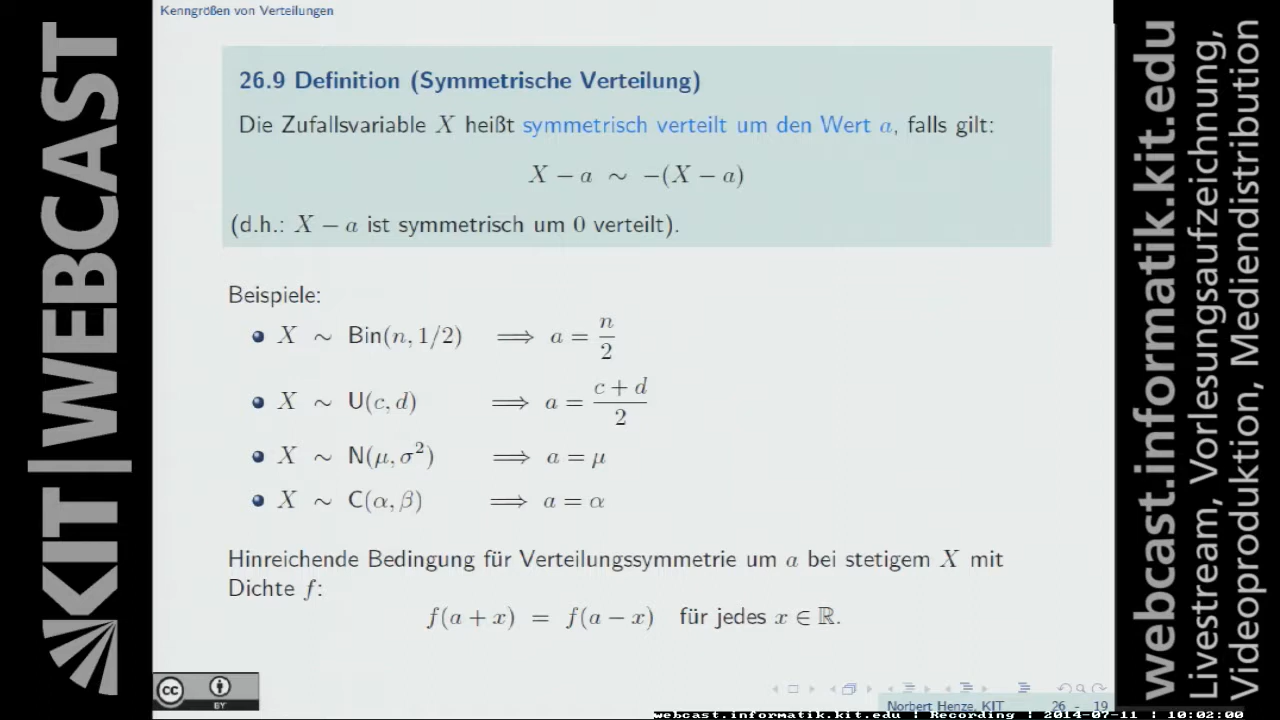 Kenngrößen von Verteilungen
26.9 Definition (Symmetrische Verteilung)
Die Zufallsvariable X heißt symmetrisch verteilt um den Wert a, falls gilt:
X − a ∼ −(X − a)
(d.h.: X − a ist symmetrisch um 0 verteilt).
Beispiele:
X ∼ Bin(n, 1/2) ⟹ a = n/2
X ∼ U(c, d) ⟹ a = (c + d)/2
X ∼ N(μ, σ²) ⟹ a = μ
X ∼ C(α, β) ⟹ a = α
Hinreichende Bedingung für Verteilungssymmetrie um a bei stetigem X mit
Dichte f:
f(a + x) = f(a − x) für jedes x ∈ ℝ.
Norbert Henze, KIT 26 - 19
webcast.informatik.kit.edu | Recording | 2014-07-11 | 10:02:00
cc
BY
KIT | WEBCAST
webcast.informatik.kit.edu
Livestream, Vorlesungsaufzeichnung,
Videoproduktion, Mediendistribution